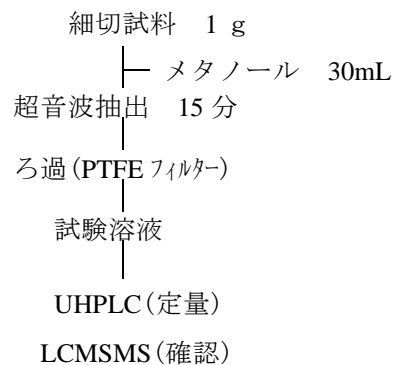 細切試料　1 g
メタノール　30mL
超音波抽出　15 分
ろ過(PTFE ﾌｨﾙﾀｰ)
試験溶液
UHPLC(定量)
LCMSMS(確認)